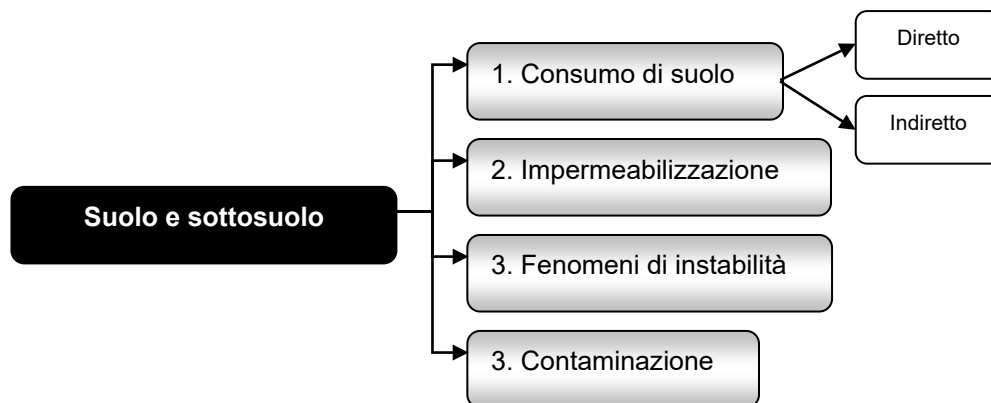 Suolo e sottosuolo
1. Consumo di suolo
Diretto
Indiretto
2. Impermeabilizzazione
3. Fenomeni di instabilità
3. Contaminazione